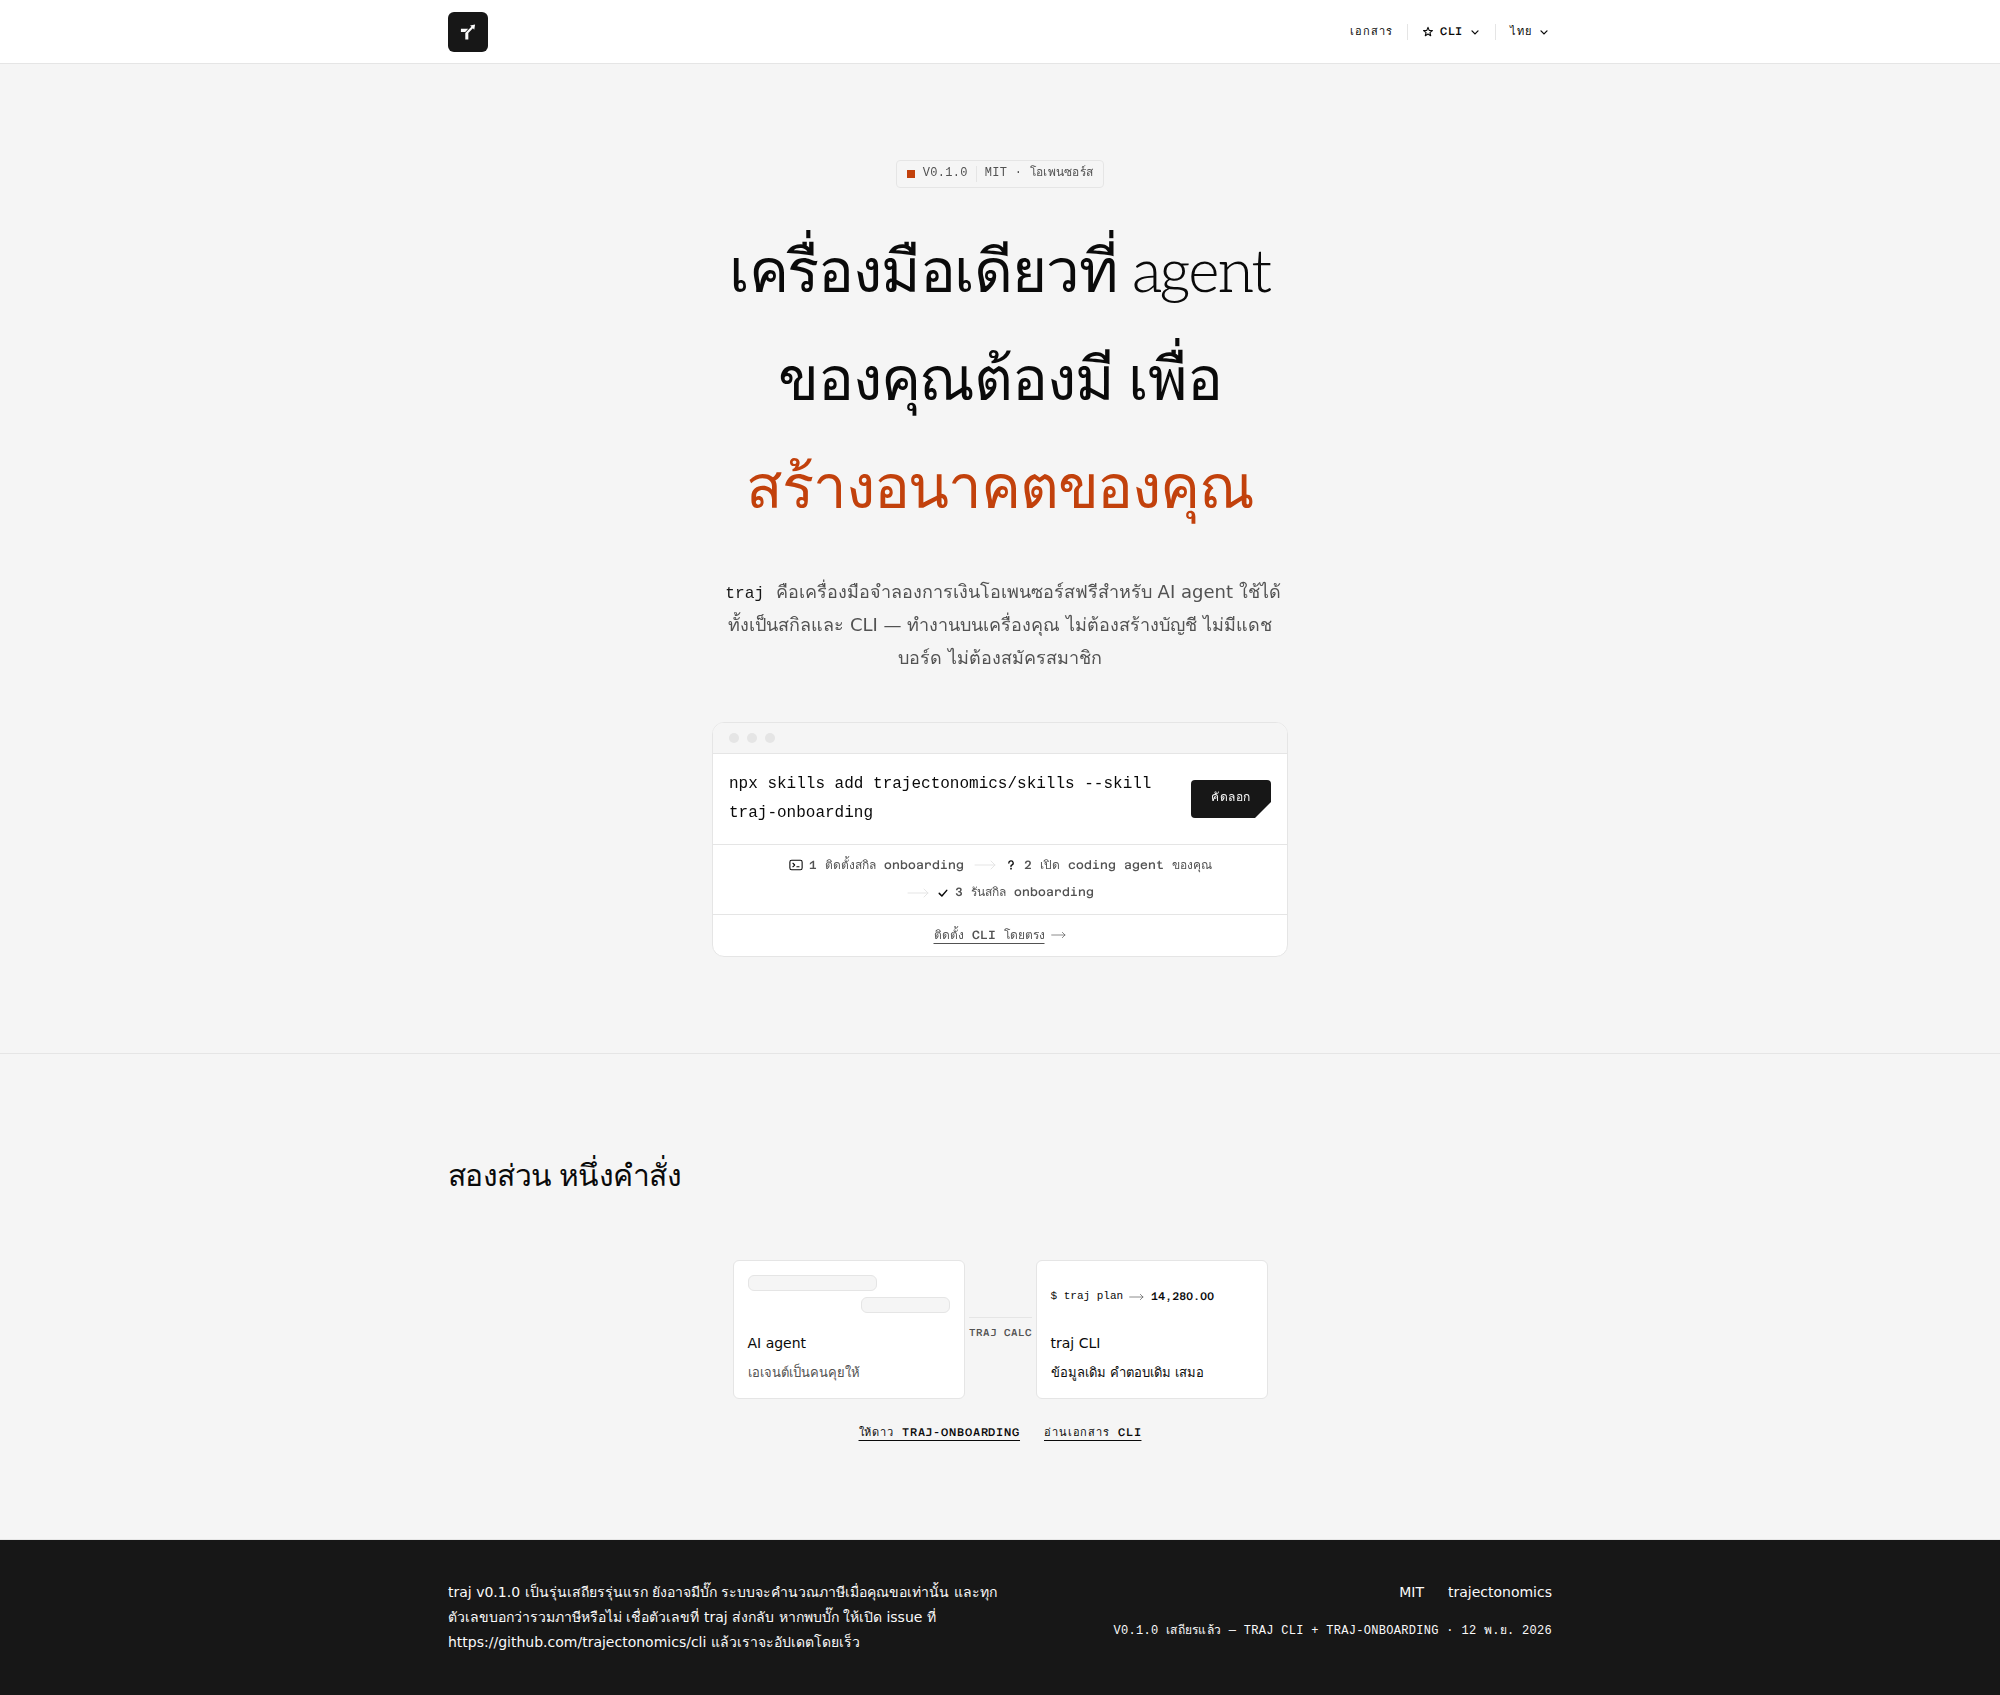 เอกสาร
CLI
ไทย
V0.1.0
MIT · โอเพนซอร์ส
เครื่องมือเดียวที่ agent
ของคุณต้องมี เพื่อ
สร้างอนาคตของคุณ
traj คือเครื่องมือจำลองการเงินโอเพนซอร์สฟรีสำหรับ AI agent ใช้ได้
ทั้งเป็นสกิลและ CLI — ทำงานบนเครื่องคุณ ไม่ต้องสร้างบัญชี ไม่มีแดช
บอร์ด ไม่ต้องสมัครสมาชิก
npx skills add trajectonomics/skills --skill
traj-onboarding
คัดลอก
1 ติดตั้งสกิล onboarding
? 2 เปิด coding agent ของคุณ
3 รันสกิล onboarding
ติดตั้ง CLI โดยตรง
สองส่วน หนึ่งคำสั่ง
AI agent
เอเจนต์เป็นคนคุยให้
TRAJ CALC
$ traj plan → 14,280.00
traj CLI
ข้อมูลเดิม คำตอบเดิม เสมอ
ให้ดาว TRAJ-ONBOARDING
อ่านเอกสาร CLI
traj v0.1.0 เป็นรุ่นเสถียรรุ่นแรก ยังอาจมีบั๊ก ระบบจะคำนวณภาษีเมื่อคุณขอเท่านั้น และทุก
ตัวเลขบอกว่ารวมภาษีหรือไม่ เชื่อตัวเลขที่ traj ส่งกลับ หากพบบั๊ก ให้เปิด issue ที่
https://github.com/trajectonomics/cli แล้วเราจะอัปเดตโดยเร็ว
MIT
trajectonomics
V0.1.0 เสถียรแล้ว — TRAJ CLI + TRAJ-ONBOARDING · 12 พ.ย. 2026